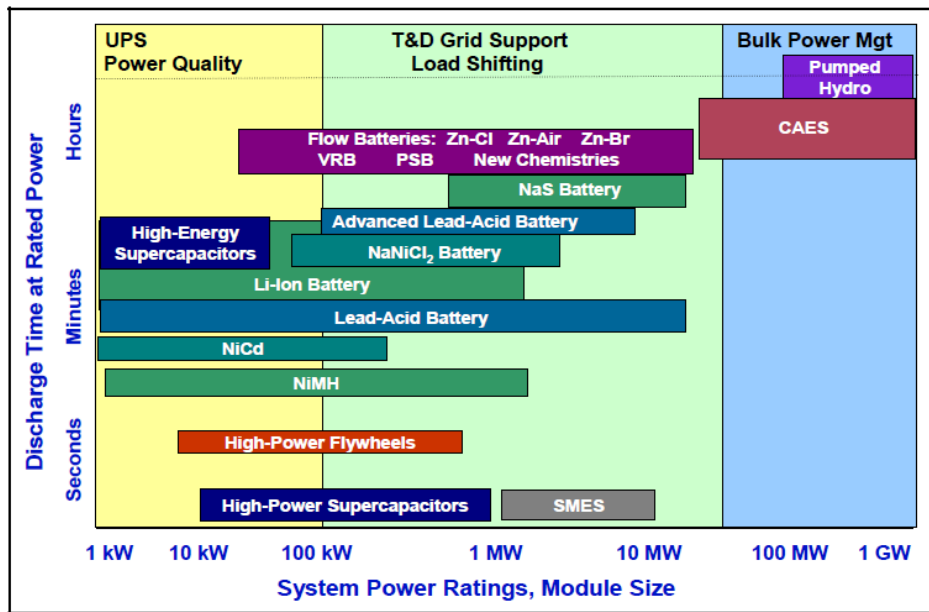 UPS
Power Quality
T&D Grid Support
Load Shifting
Bulk Power Mgt
Pumped
Hydro
CAES
Flow Batteries: Zn-Cl Zn-Air Zn-Br
VRB PSB New Chemistries
NaS Battery
Advanced Lead-Acid Battery
High-Energy
Supercapacitors
NaNiCl₂ Battery
Li-Ion Battery
Lead-Acid Battery
NiCd
NiMH
High-Power Flywheels
High-Power Supercapacitors
SMES
Discharge Time at Rated Power
Hours
Minutes
Seconds
1 kW 10 kW 100 kW 1 MW 10 MW 100 MW 1 GW
System Power Ratings, Module Size